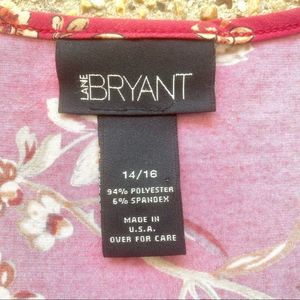 LANE BRYANT
14/16
94% POLYESTER
6% SPANDEX
MADE IN
U.S.A.
OVER FOR CARE